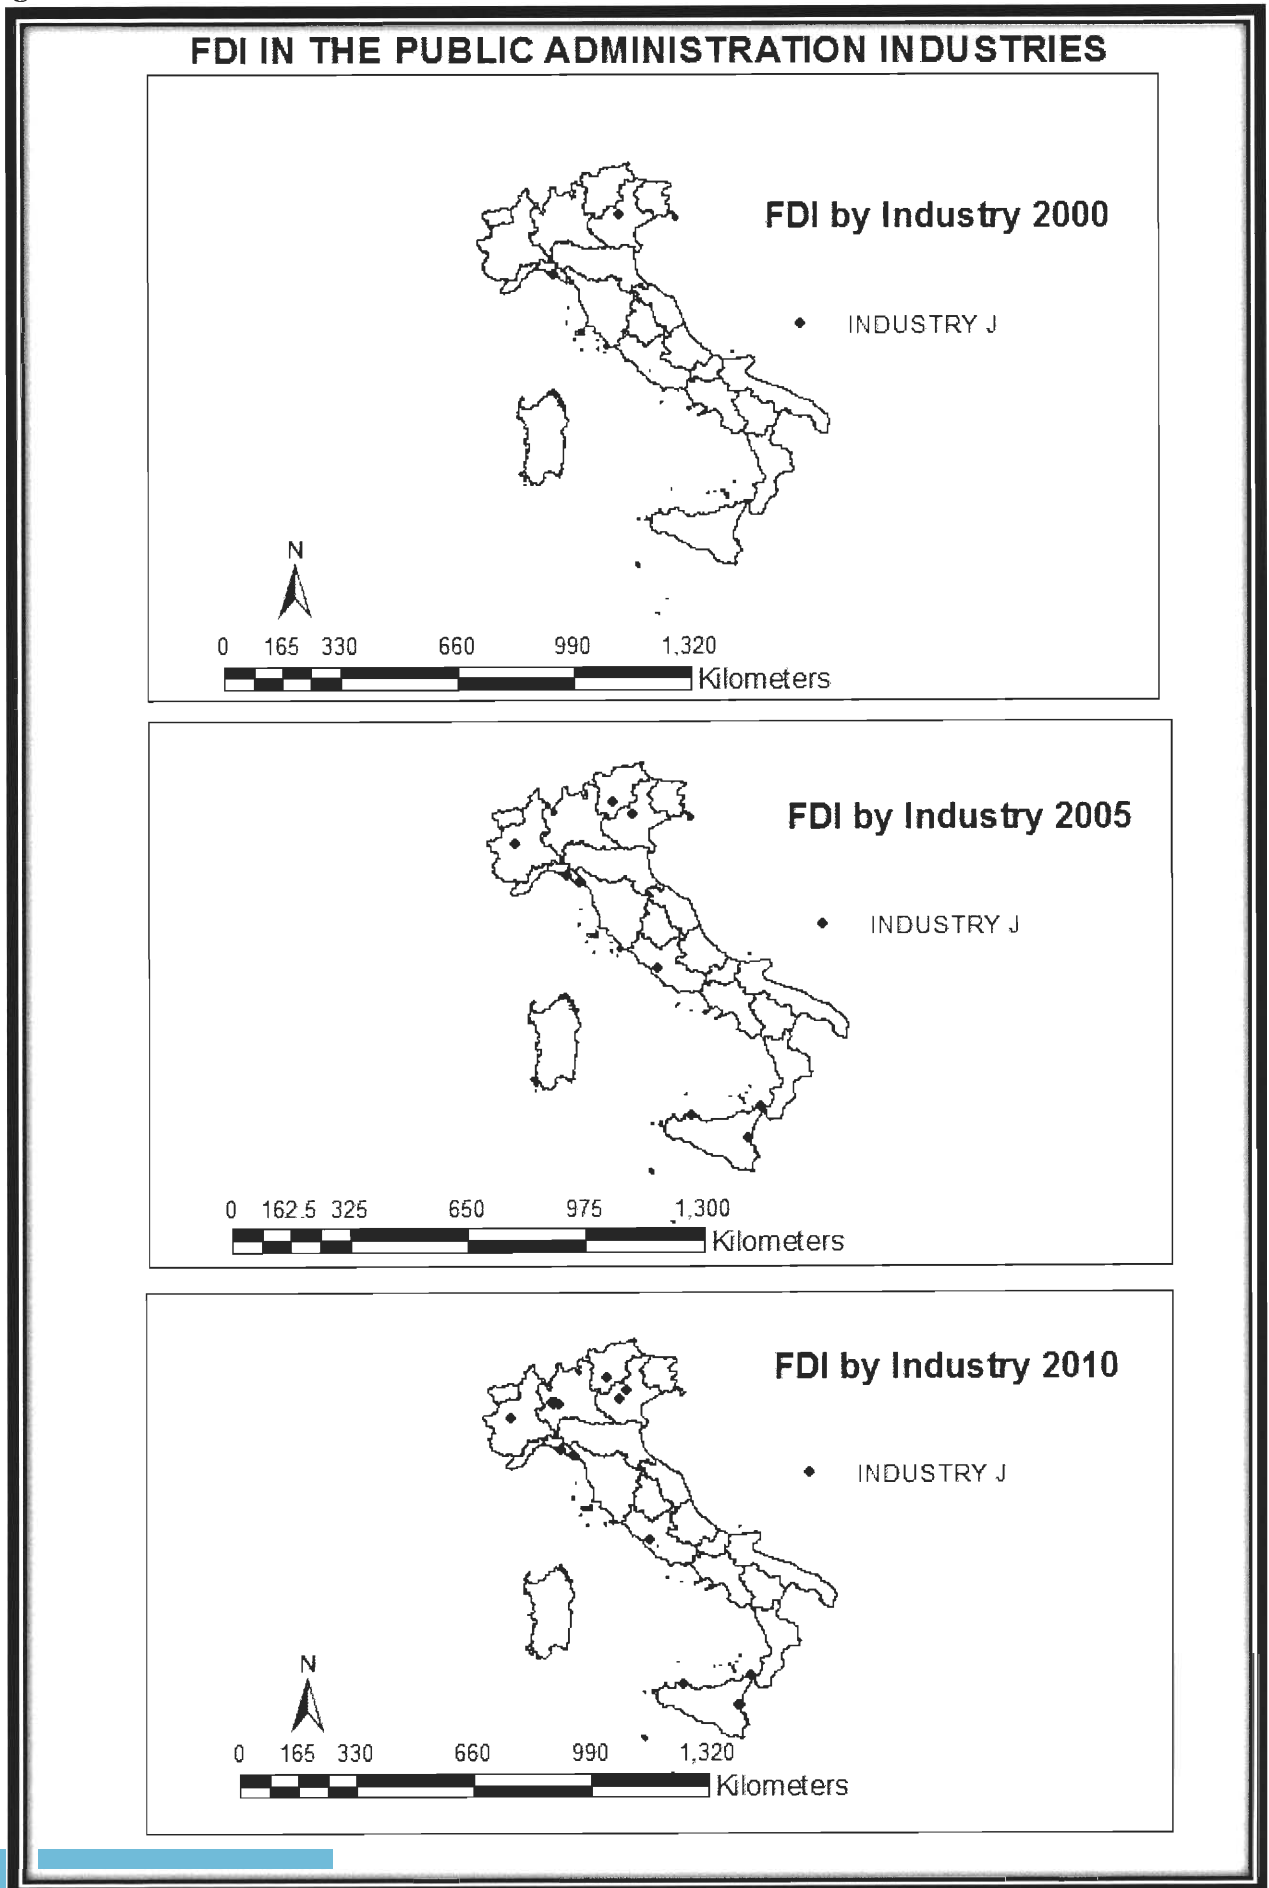 FDI IN THE PUBLIC ADMINISTRATION INDUSTRIES
FDI by Industry 2000
INDUSTRY J
N
0 165 330 660 990 1,320
Kilometers
FDI by Industry 2005
INDUSTRY J
0 162.5 325 650 975 1,300
Kilometers
FDI by Industry 2010
INDUSTRY J
N
0 165 330 660 990 1,320
Kilometers